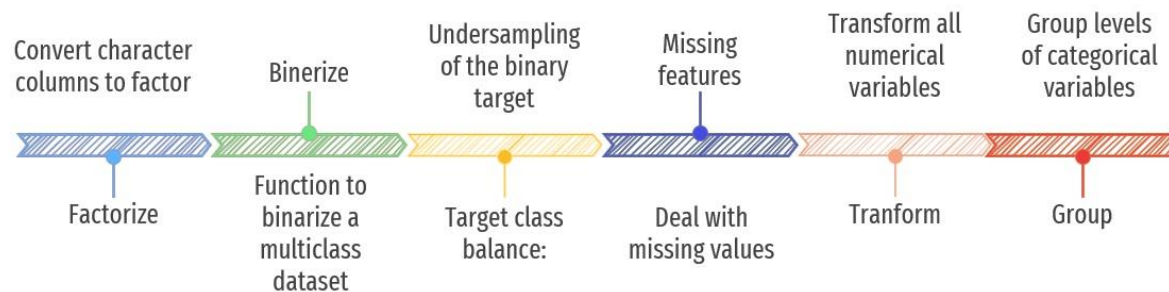 Convert character
columns to factor
Factorize
Binerize
Function to
binarize a
multiclass
dataset
Undersampling
of the binary
target
Target class
balance:
Missing
features
Deal with
missing values
Transform all
numerical
variables
Tranform
Group levels
of categorical
variables
Group